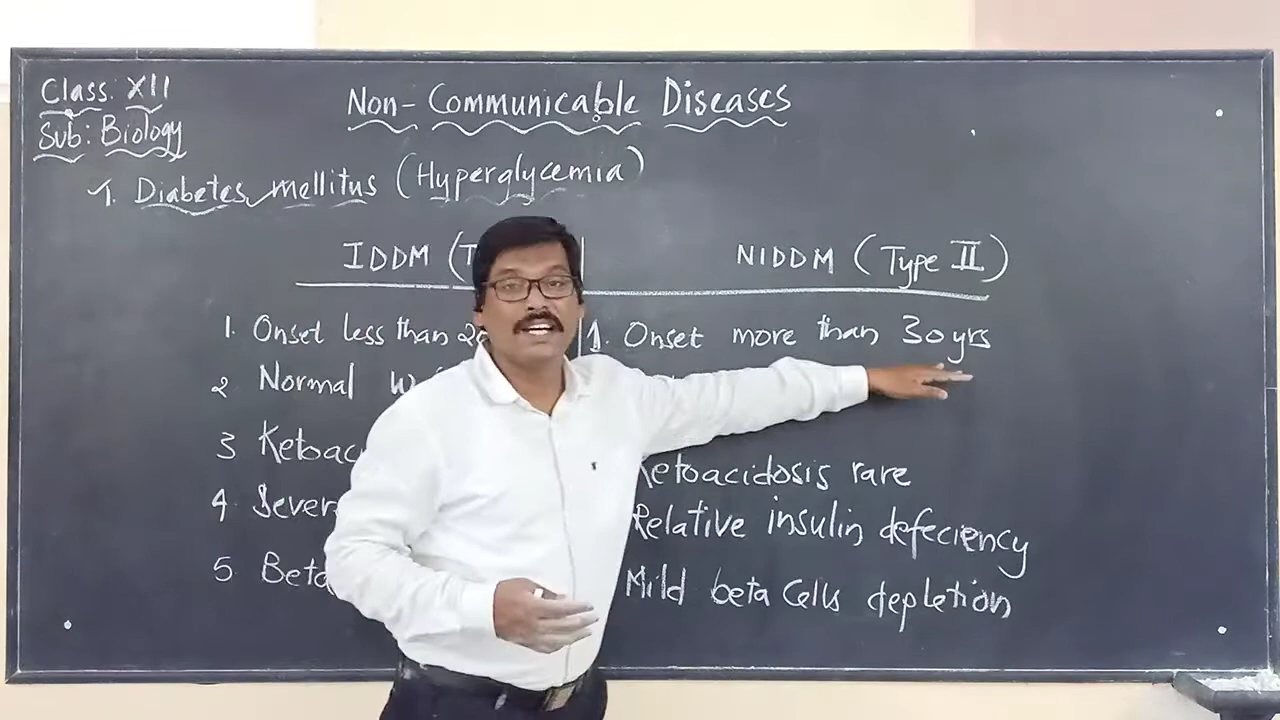 Class: XII
Non-Communicable Diseases
Sub: Biology
1. Diabetes mellitus (Hyperglycemia)
IDDM (T
NIDDM (Type II)
1. Onset less than 20
1. Onset more than 30 yrs
2 Normal
3 Ketoac
Ketoacidosis rare
4. Sever
Relative insulin defeciency
5 Beta
Mild beta Cells depletion